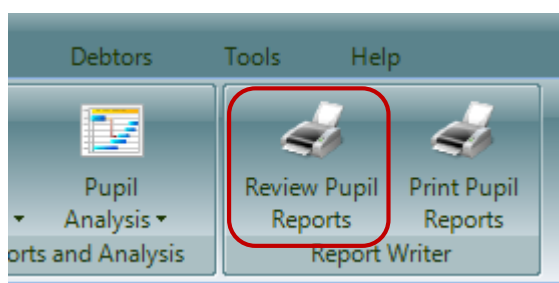 Debtors Tools Help
Pupil Review Pupil Print Pupil
Analysis Reports Reports
orts and Analysis Report Writer